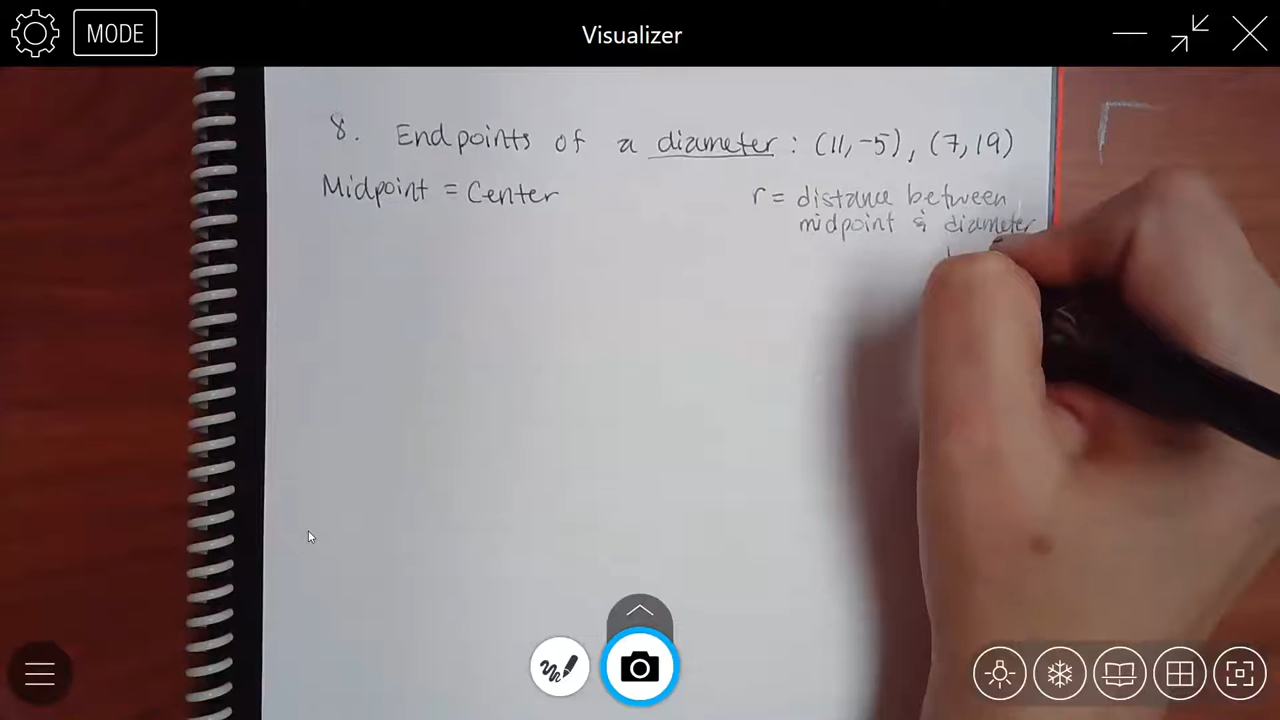 MODE
Visualizer
8. Endpoints of a diameter : (11,-5), (7,19)
Midpoint = Center
r = distance between
midpoint & diameter